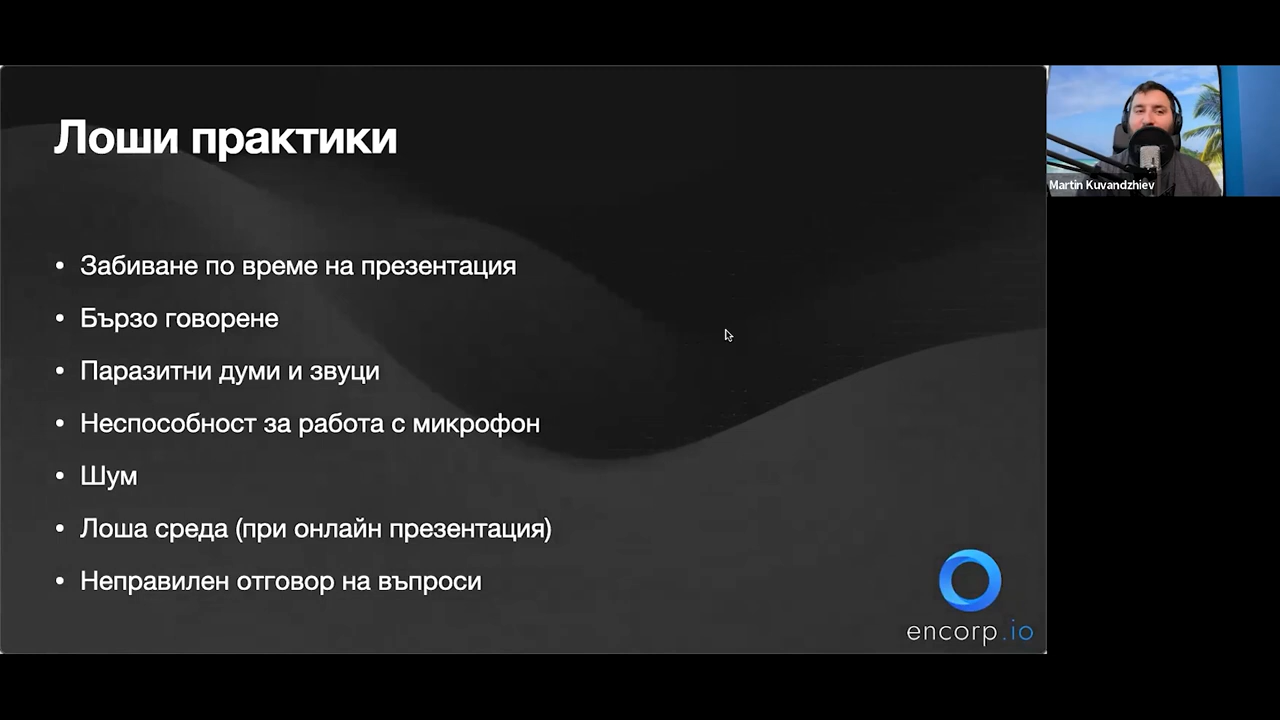 Лоши практики
Martin Kuvandzhiev
• Забиване по време на презентация
• Бързо говорене
• Паразитни думи и звуци
• Неспособност за работа с микрофон
• Шум
• Лоша среда (при онлайн презентация)
• Неправилен отговор на въпроси
encorp.io